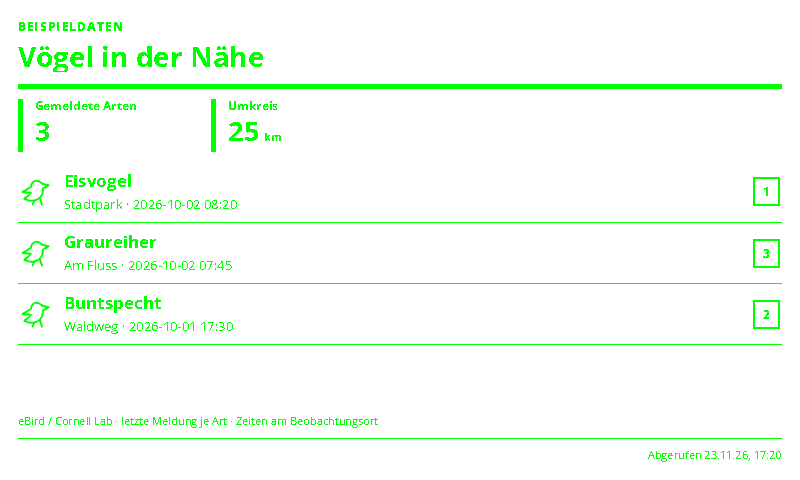 BEISPIELDATEN
Vögel in der Nähe
Gemeldete Arten
3
Umkreis
25 km
Eisvogel
Stadtpark · 2026-10-02 08:20
1
Graureiher
Am Fluss · 2026-10-02 07:45
3
Buntspecht
Waldweg · 2026-10-01 17:30
2
eBird / Cornell Lab · letzte Meldung je Art · Zeiten am Beobachtungsort
Abgerufen 23.11.26, 17:20